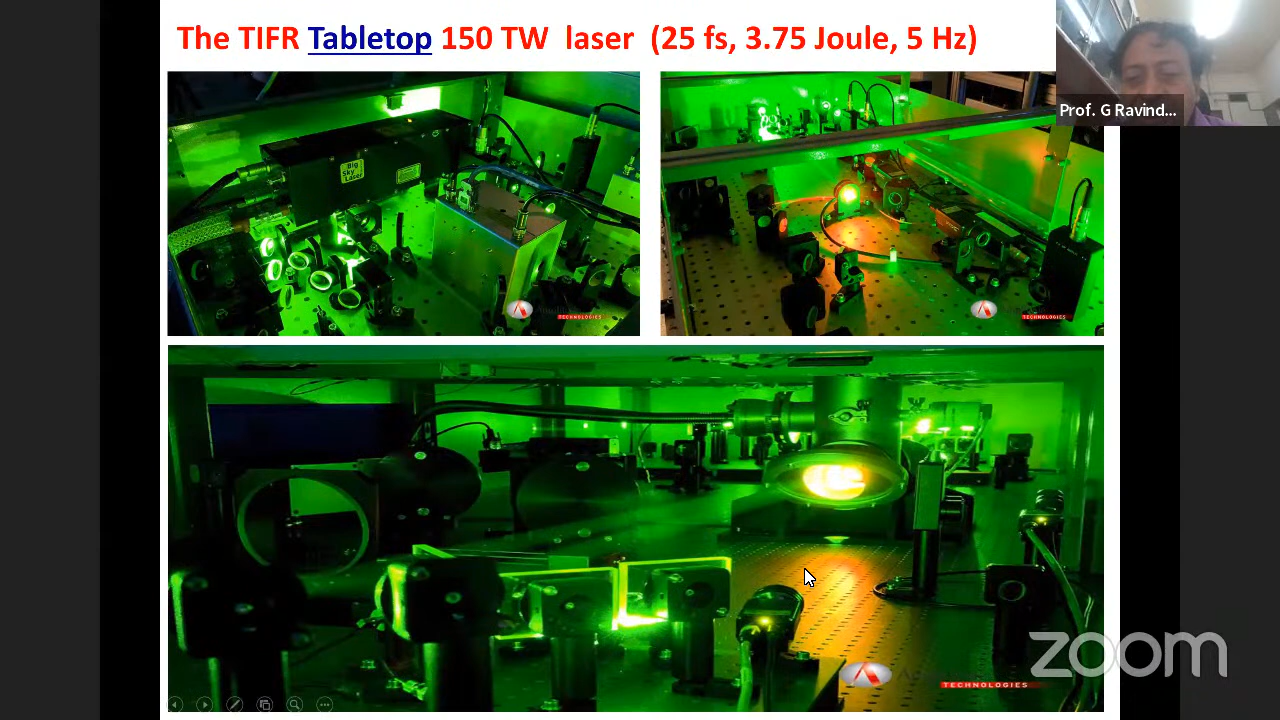 The TIFR Tabletop 150 TW laser (25 fs, 3.75 Joule, 5 Hz)
Prof. G Ravind...
Big
Sky
Laser
TECHNOLOGIES
TECHNOLOGIES
TECHNOLOGIES
zoom